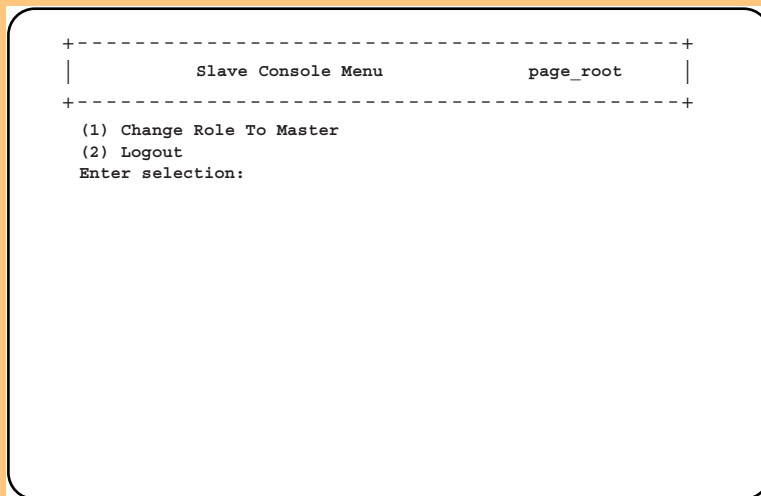 +------------------------------------------+
| Slave Console Menu page_root |
+------------------------------------------+
(1) Change Role To Master
(2) Logout
Enter selection: